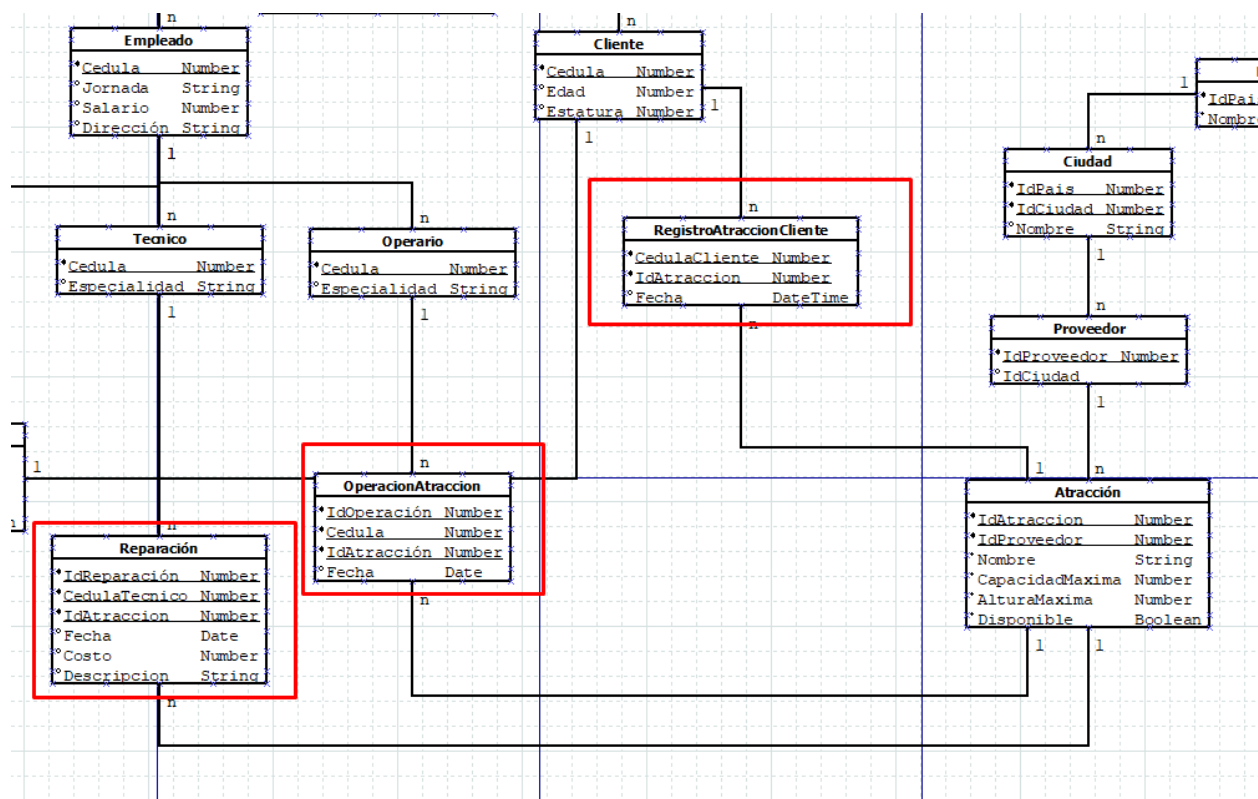 n
Empleado
Cedula Number
Jornada String
Salario Number
Dirección String
1
n
Cliente
Cedula Number
Edad Number
Estatura Number
1
1
1
IdPais
Nombre
n
Ciudad
IdPais Number
IdCiudad Number
Nombre String
1
n
Tecnico
Cedula Number
Especialidad String
1
n
Operario
Cedula Number
Especialidad String
1
n
RegistroAtraccionCliente
CedulaCliente Number
IdAtraccion Number
Fecha DateTime
n
n
Proveedor
IdProveedor Number
IdCiudad
1
1
n
OperacionAtraccion
IdOperación Number
Cedula Number
IdAtracción Number
Fecha Date
n
1
n
Atracción
IdAtraccion Number
IdProveedor Number
Nombre String
CapacidadMaxima Number
AlturaMaxima Number
Disponible Boolean
1
1
n
n
Reparación
IdReparación Number
CedulaTecnico Number
IdAtraccion Number
Fecha Date
Costo Number
Descripcion String
n